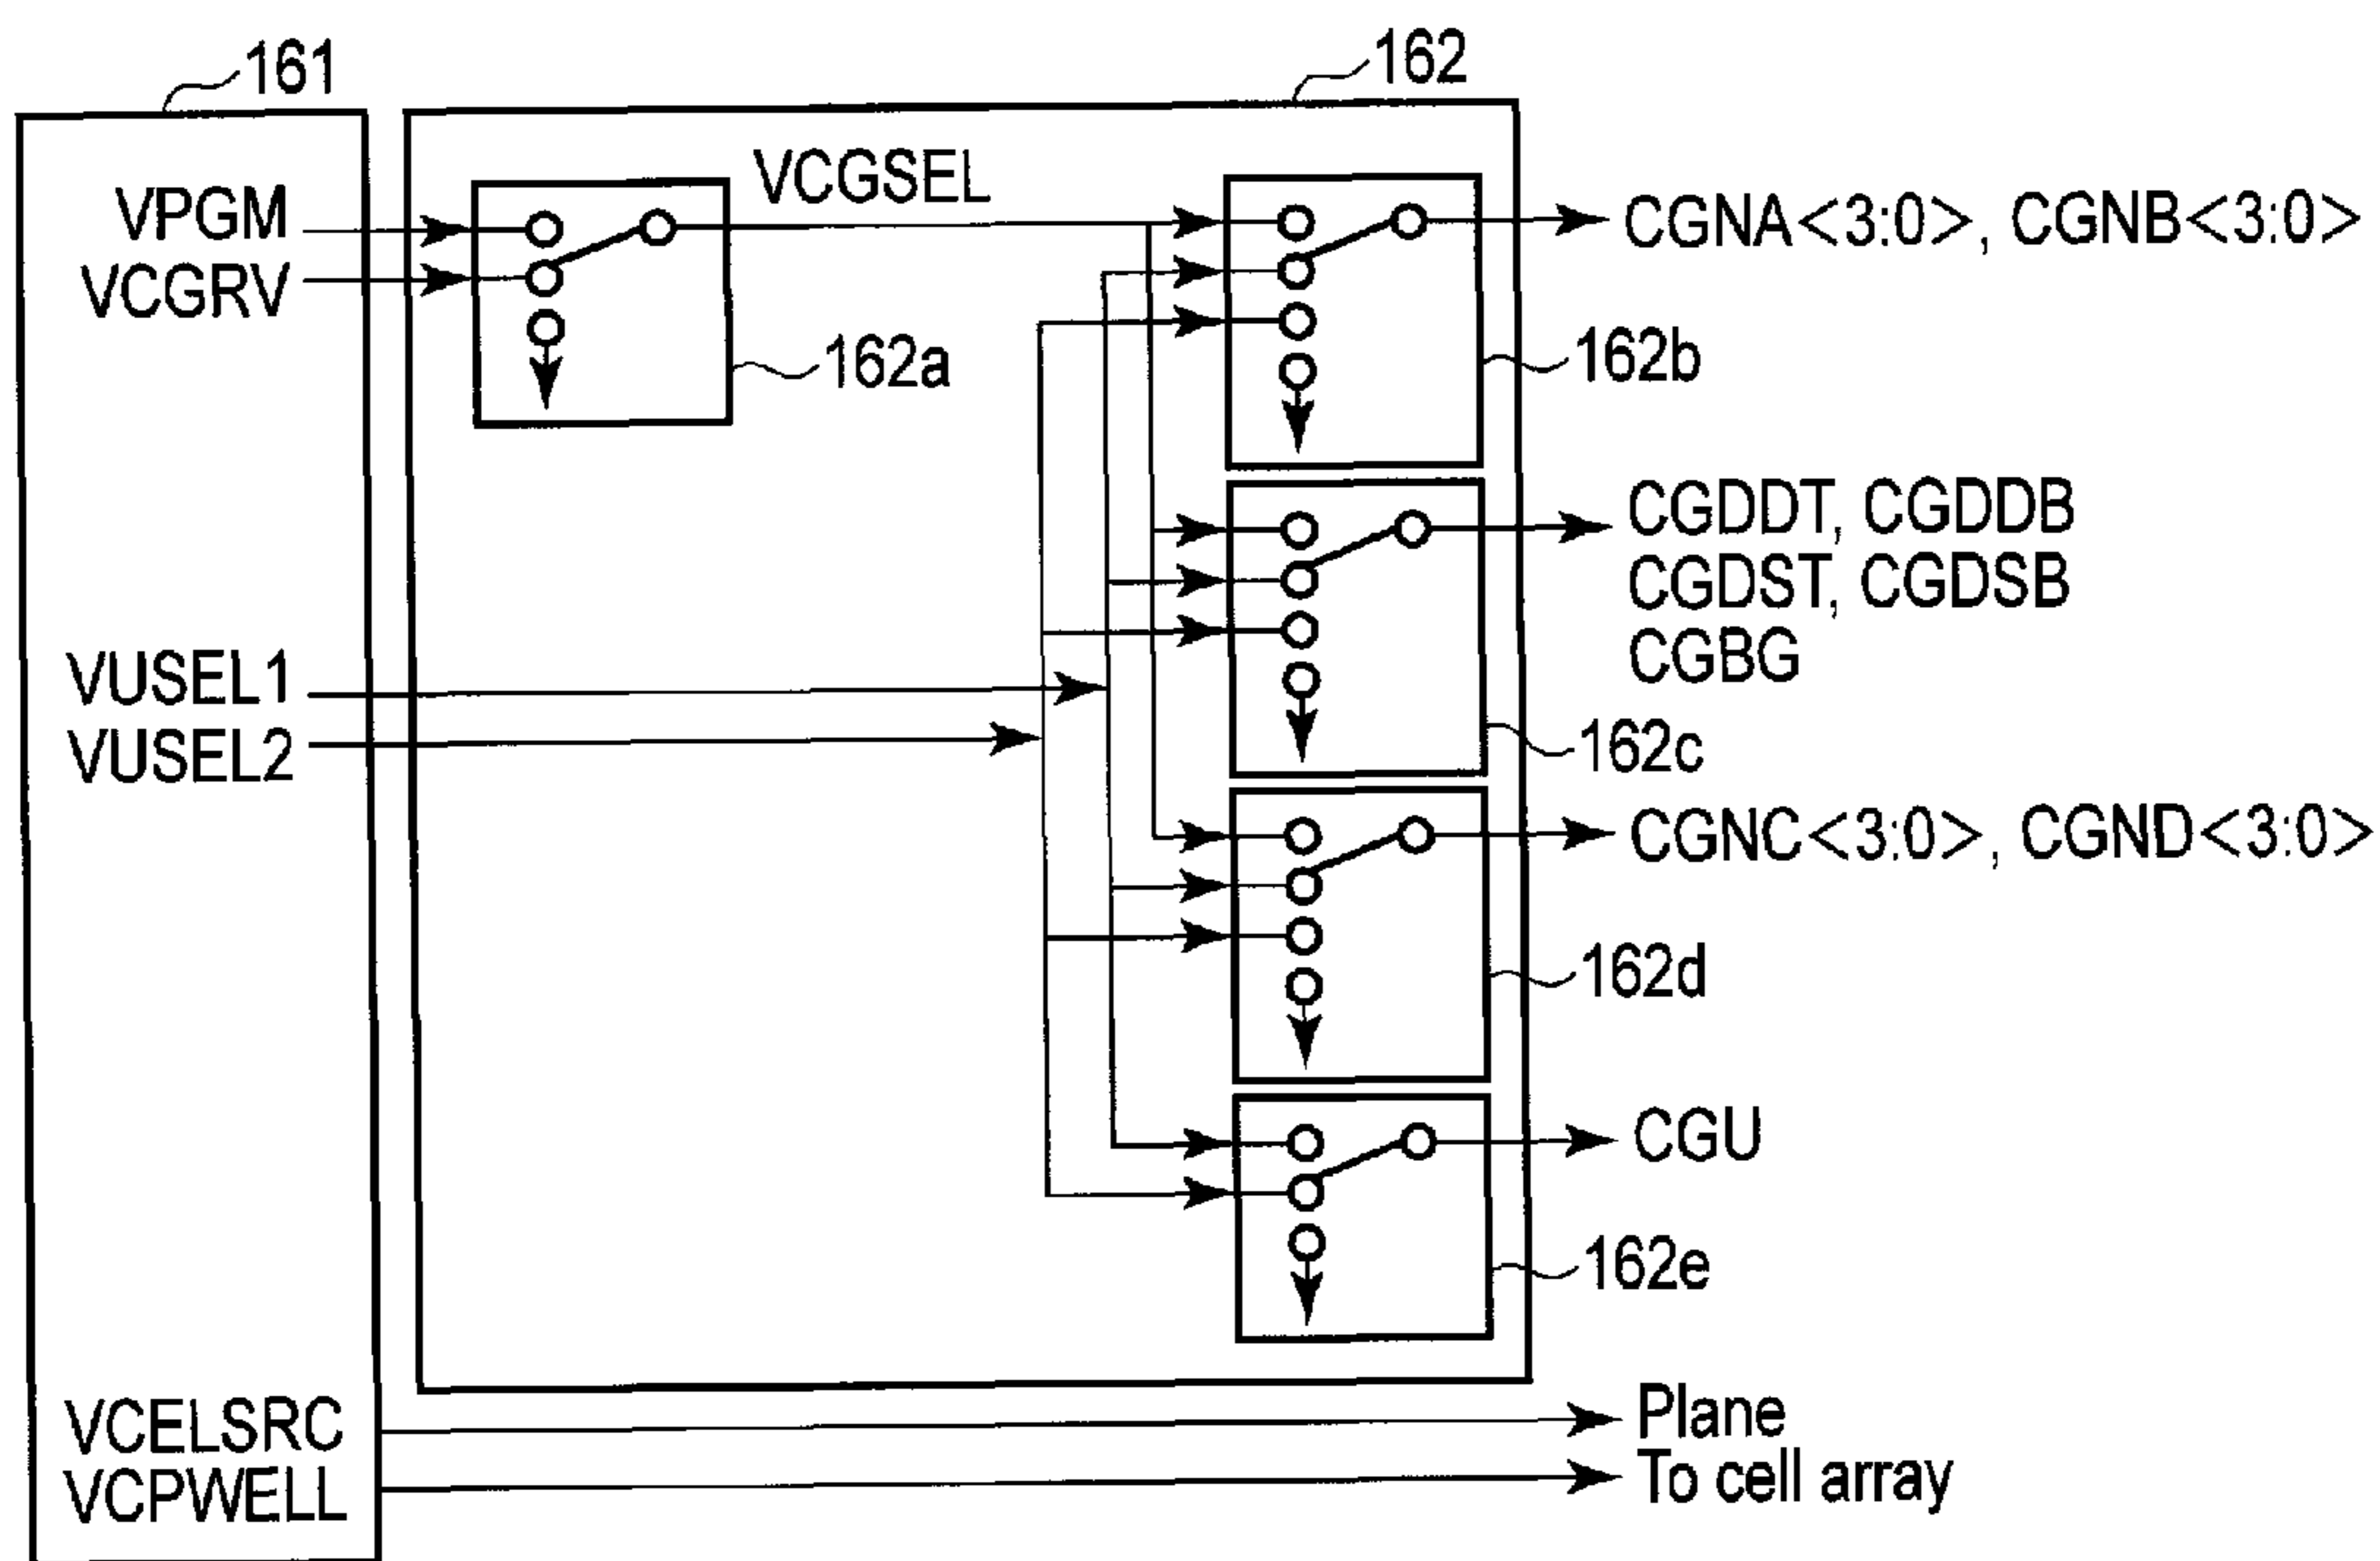 161
162
VPGM
VCGRV
VCGSEL
162a
CGNA<3:0>, CGNB<3:0>
162b
CGDDT, CGDDB
CGDST, CGDSB
CGBG
VUSEL1
VUSEL2
162c
CGNC<3:0>, CGND<3:0>
162d
CGU
162e
VCELSRC
VCPWELL
Plane
To cell array